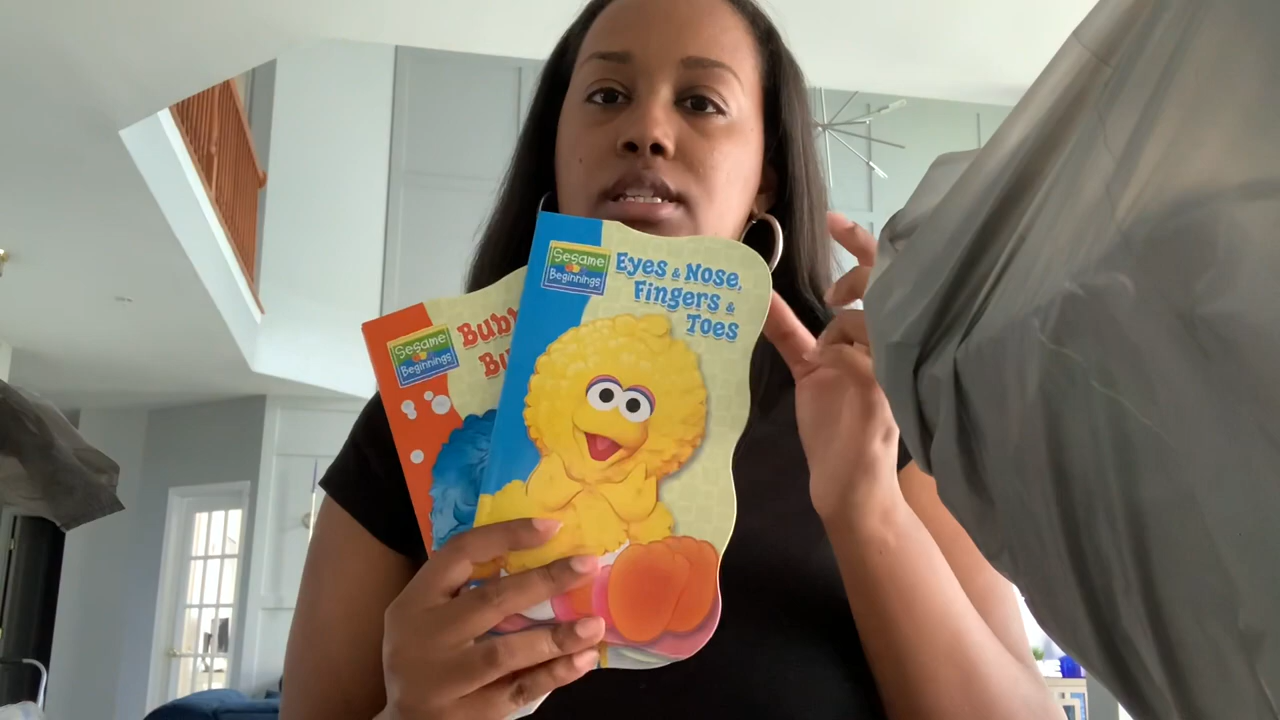 Sesame
Beginnings
Eyes & Nose,
Fingers &
Toes
Sesame
Beginnings